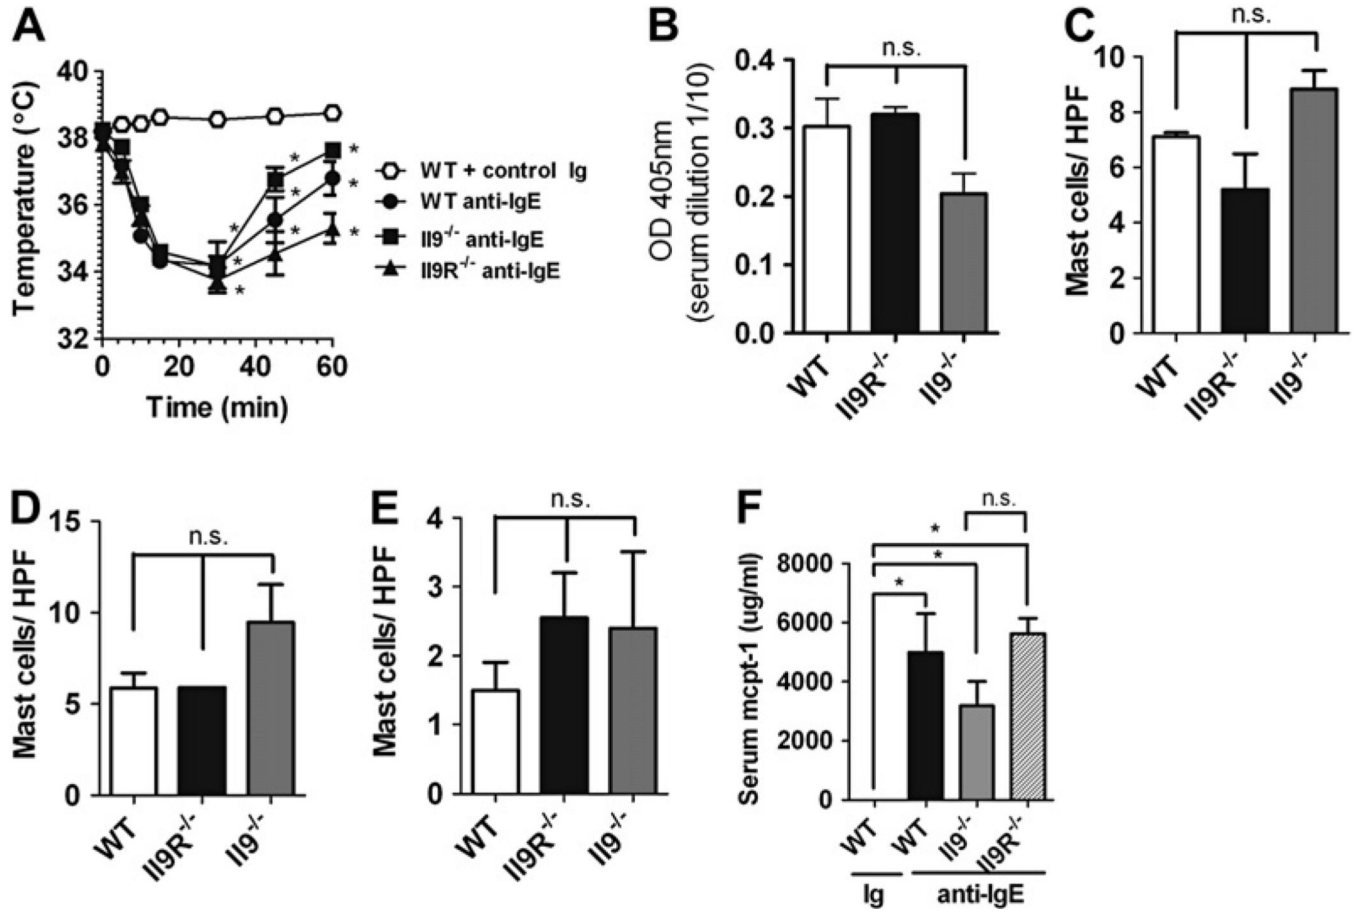 A
Temperature (°C)
40
38
36
34
32
0
20
40
60
Time (min)
* * * * * * * * *
WT + control Ig
WT anti-IgE
Il9-/- anti-IgE
Il9R-/- anti-IgE
B
OD 405nm
(serum dilution 1/10)
0.4
0.3
0.2
0.1
0.0
n.s.
WT
Il9R-/-
Il9-/-
C
Mast cells/ HPF
10
8
6
4
2
0
n.s.
WT
Il9R-/-
Il9-/-
D
Mast cells/ HPF
15
10
5
0
n.s.
WT
Il9R-/-
Il9-/-
E
Mast cells/ HPF
4
3
2
1
0
n.s.
WT
Il9R-/-
Il9-/-
F
Serum mcpt-1 (ug/ml)
8000
6000
4000
2000
0
n.s.
*
*
*
WT
WT
Il9-/-
Il9R-/-
Ig
anti-IgE